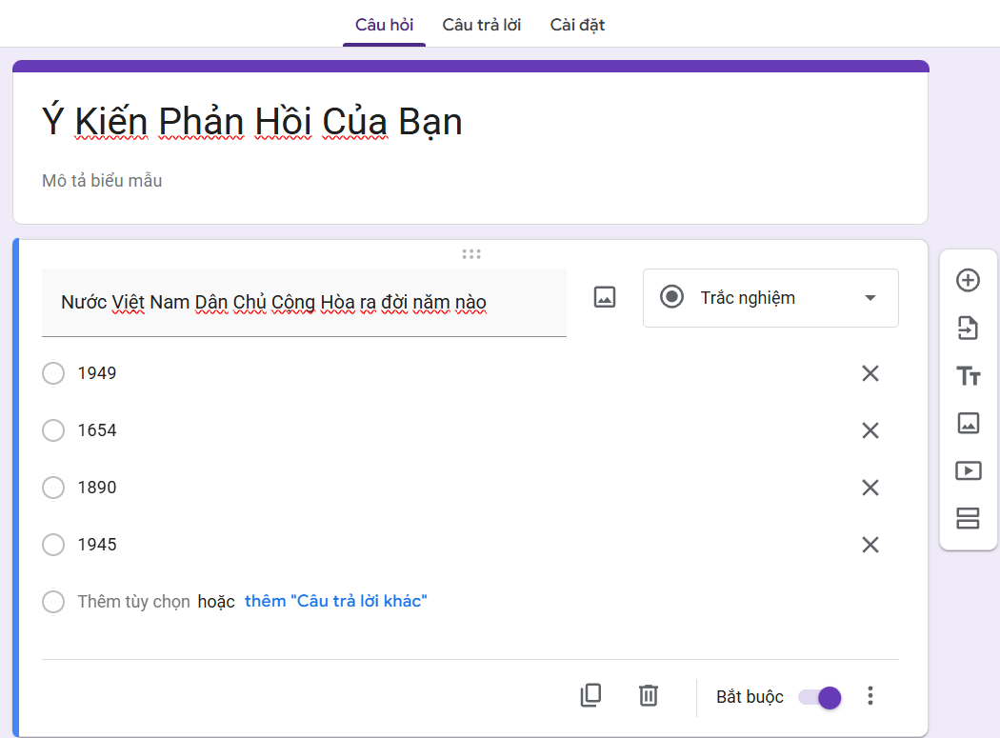 Câu hỏi Câu trả lời Cài đặt
Ý Kiến Phản Hồi Của Bạn
Mô tả biểu mẫu
Nước Việt Nam Dân Chủ Cộng Hòa ra đời năm nào
Trắc nghiệm
1949
1654
1890
1945
Thêm tùy chọn hoặc thêm "Câu trả lời khác"
Bắt buộc